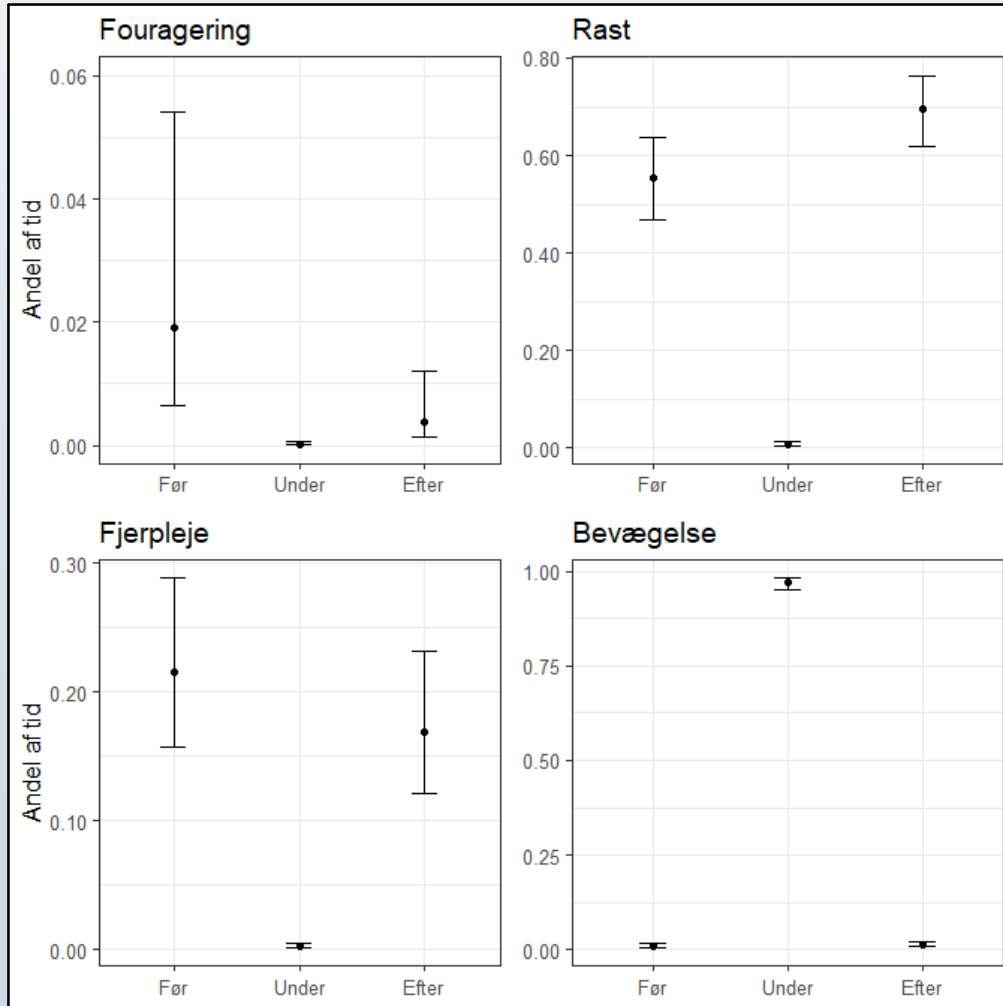 Fouragering
Andel af tid
0.06
0.04
0.02
0.00
Før Under Efter
Rast
0.80
0.60
0.40
0.20
0.00
Før Under Efter
Fjerpleje
Andel af tid
0.30
0.20
0.10
0.00
Før Under Efter
Bevægelse
1.00
0.75
0.50
0.25
0.00
Før Under Efter